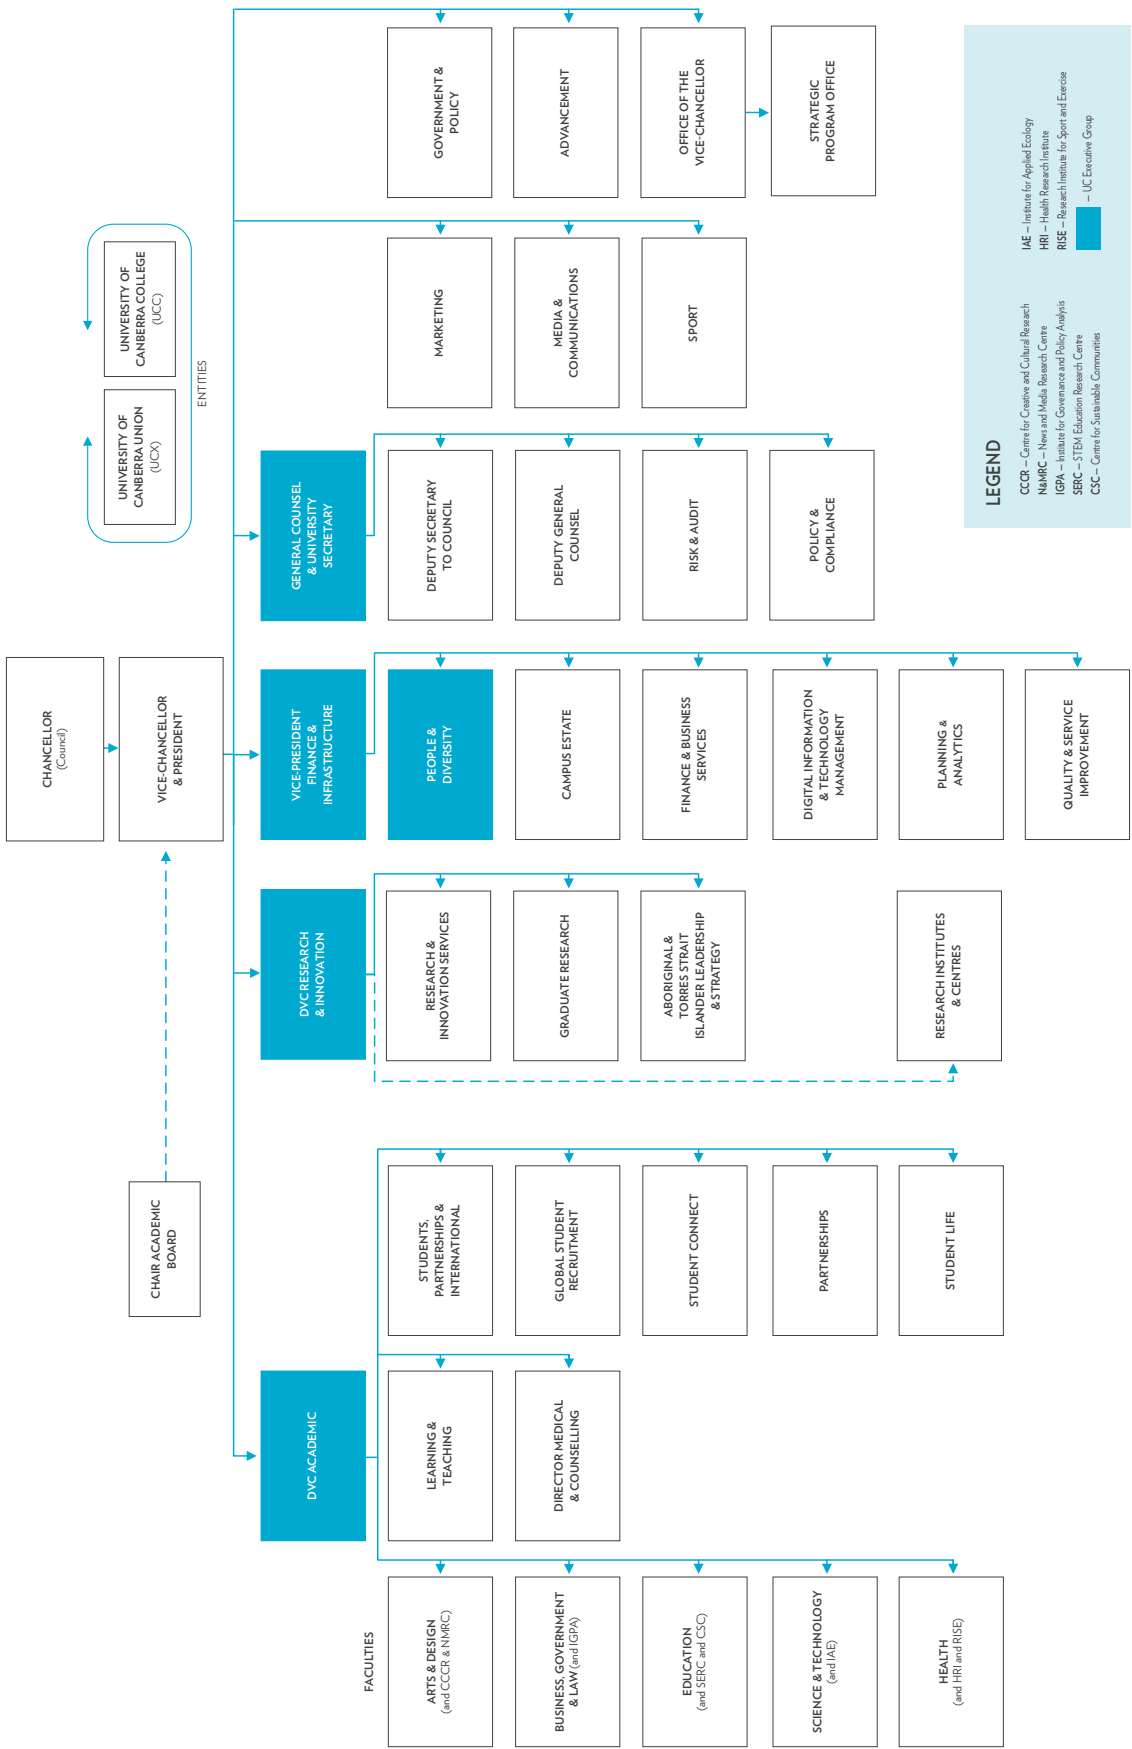 CHANCELLOR
(Council)
VICE-CHANCELLOR
& PRESIDENT
CHAIR ACADEMIC
BOARD
UNIVERSITY OF
CANBERRA UNION
(UCX)
UNIVERSITY OF
CANBERRA COLLEGE
(UCC)
ENTITIES
DVC ACADEMIC
DVC RESEARCH
& INNOVATION
VICE-PRESIDENT
FINANCE &
INFRASTRUCTURE
GENERAL COUNSEL
& UNIVERSITY
SECRETARY
FACULTIES
ARTS & DESIGN
(and CCCR & NMRC)
BUSINESS, GOVERNMENT
& LAW (and IGPA)
EDUCATION
(and SERC and CSC)
SCIENCE & TECHNOLOGY
(and IAE)
HEALTH
(and HRI and RISE)
LEARNING &
TEACHING
DIRECTOR MEDICAL
& COUNSELLING
STUDENTS,
PARTNERSHIPS &
INTERNATIONAL
GLOBAL STUDENT
RECRUITMENT
STUDENT CONNECT
PARTNERSHIPS
STUDENT LIFE
RESEARCH &
INNOVATION SERVICES
GRADUATE RESEARCH
ABORIGINAL &
TORRES STRAIT
ISLANDER LEADERSHIP
& STRATEGY
RESEARCH INSTITUTES
& CENTRES
PEOPLE &
DIVERSITY
CAMPUS ESTATE
FINANCE & BUSINESS
SERVICES
DIGITAL INFORMATION
& TECHNOLOGY
MANAGEMENT
PLANNING &
ANALYTICS
QUALITY & SERVICE
IMPROVEMENT
DEPUTY SECRETARY
TO COUNCIL
DEPUTY GENERAL
COUNSEL
RISK & AUDIT
POLICY &
COMPLIANCE
MARKETING
MEDIA &
COMMUNICATIONS
SPORT
GOVERNMENT &
POLICY
ADVANCEMENT
OFFICE OF THE
VICE-CHANCELLOR
STRATEGIC
PROGRAM OFFICE
LEGEND
CCCR – Centre for Creative and Cultural Research
N&MRC – News and Media Research Centre
IGPA – Institute for Governance and Policy Analysis
SERC – STEM Education Research Centre
CSC – Centre for Sustainable Communities
IAE – Institute for Applied Ecology
HRI – Health Research Institute
RISE – Research Institute for Sport and Exercise
– UC Executive Group